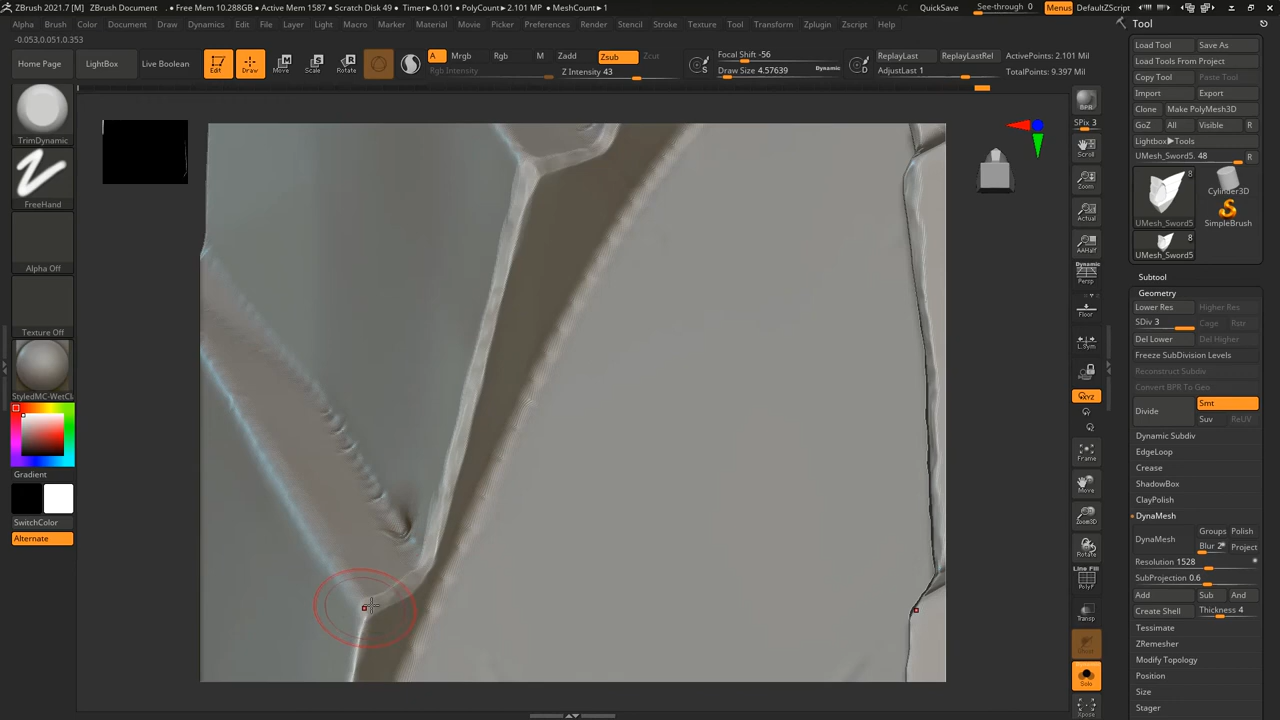 ZBrush 2021.7 [M] ZBrush Document . ● Free Mem 10.288GB ● Active Mem 1587 ● Scratch Disk 49 ● Timer▶0.101 ● PolyCount▶2.101 MP ● MeshCount▶1 AC QuickSave See-through 0 Menus DefaultZScript
Alpha Brush Color Document Draw Dynamics Edit File Layer Light Macro Marker Material Movie Picker Preferences Render Stencil Stroke Texture Tool Transform Zplugin Zscript Help Tool
-0.053,0.051,0.353
Load Tool Save As
Home Page LightBox Live Boolean Edit Draw Move Scale Rotate A Mrgb Rgb M Zadd Zsub Zcut Focal Shift -56 ReplayLast ReplayLastRel ActivePoints: 2.101 Mil
Rgb Intensity Z Intensity 43 S Draw Size 4.57639 Dynamic D AdjustLast 1 TotalPoints: 9.397 Mil
Load Tools From Project
Copy Tool Paste Tool
Import Export
Clone Make PolyMesh3D
GoZ All Visible R
Lightbox▶Tools
UMesh_Sword5. 48 R
8 Cylinder3D
UMesh_Sword5 SimpleBrush
8
UMesh_Sword5
Subtool
Geometry
Lower Res Higher Res
SDiv 3 Cage Rstr
Del Lower Del Higher
Freeze SubDivision Levels
Reconstruct Subdiv
Convert BPR To Geo
Divide Smt
Suv ReUV
Dynamic Subdiv
EdgeLoop
Crease
ShadowBox
ClayPolish
DynaMesh
DynaMesh Groups Polish
Blur 2 Project
Resolution 1528
SubProjection 0.6
Add Sub And
Create Shell Thickness 4
Tessimate
ZRemesher
Modify Topology
Position
Size
Stager
TrimDynamic
FreeHand
Alpha Off
Texture Off
StyledMC-WetCl
Gradient
SwitchColor
Alternate
BPR
SPix 3
Scroll
Zoom
Actual
AAHalf
Dynamic
Persp
Floor
L.Sym
XYZ
Frame
Move
Zoom3D
Rotate
Line Fill
PolyF
Transp
Solo
Xpose